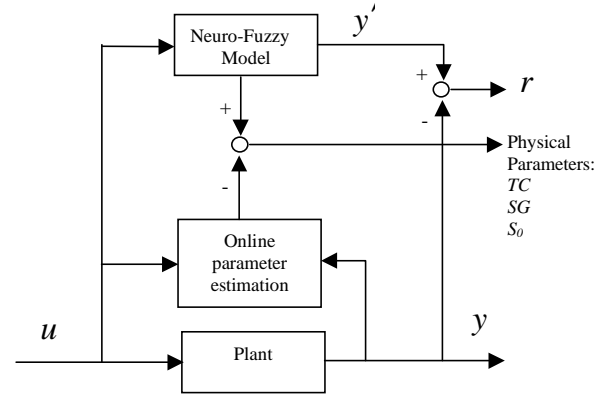 Neuro-Fuzzy
Model
y'
+
r
-
+
Physical
Parameters:
TC
SG
S0
-
Online
parameter
estimation
u
y
Plant